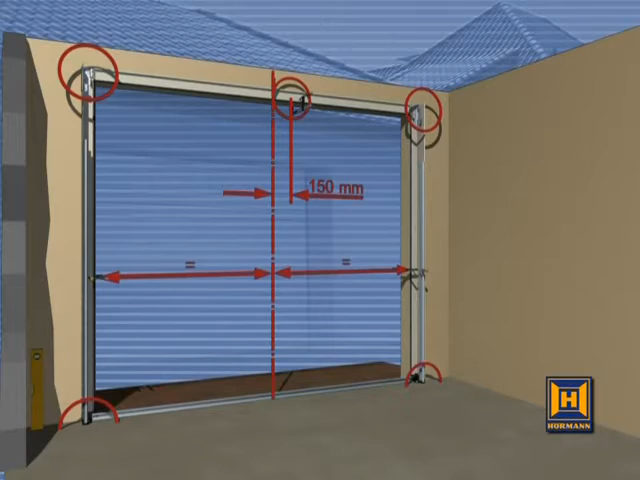 150 mm
=
=
H
HÖRMANN